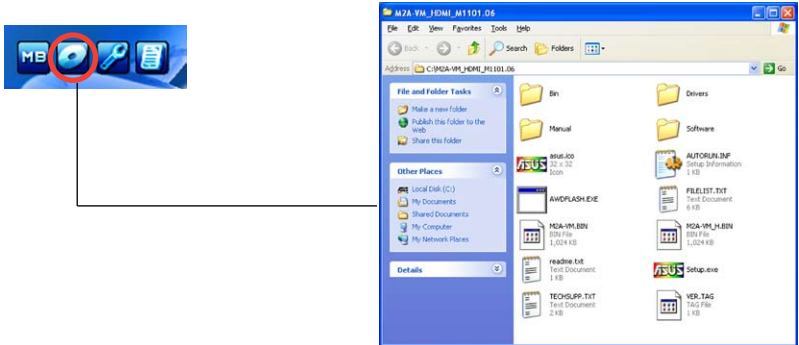 MB
M2A-VM_HDMI_M1101.06
File Edit View Favorites Tools Help
Back Search Folders
Address C:\M2A-VM_HDMI_M1101.06 Go
File and Folder Tasks
Make a new folder
Publish this folder to the
Web
Share this folder
Other Places
Local Disk (C:)
My Documents
Shared Documents
My Computer
My Network Places
Details
Bin
Drivers
Manual
Software
ASUS
asus.ico
32 x 32
Icon
AUTORUN.INF
Setup Information
1 KB
AWDFLASH.EXE
FILELIST.TXT
Text Document
6 KB
M2A-VM.BIN
BIN File
1,024 KB
M2A-VM_H.BIN
BIN File
1,024 KB
readme.txt
Text Document
1 KB
ASUS
Setup.exe
TECHSUPP.TXT
Text Document
2 KB
VER.TAG
TAG File
1 KB